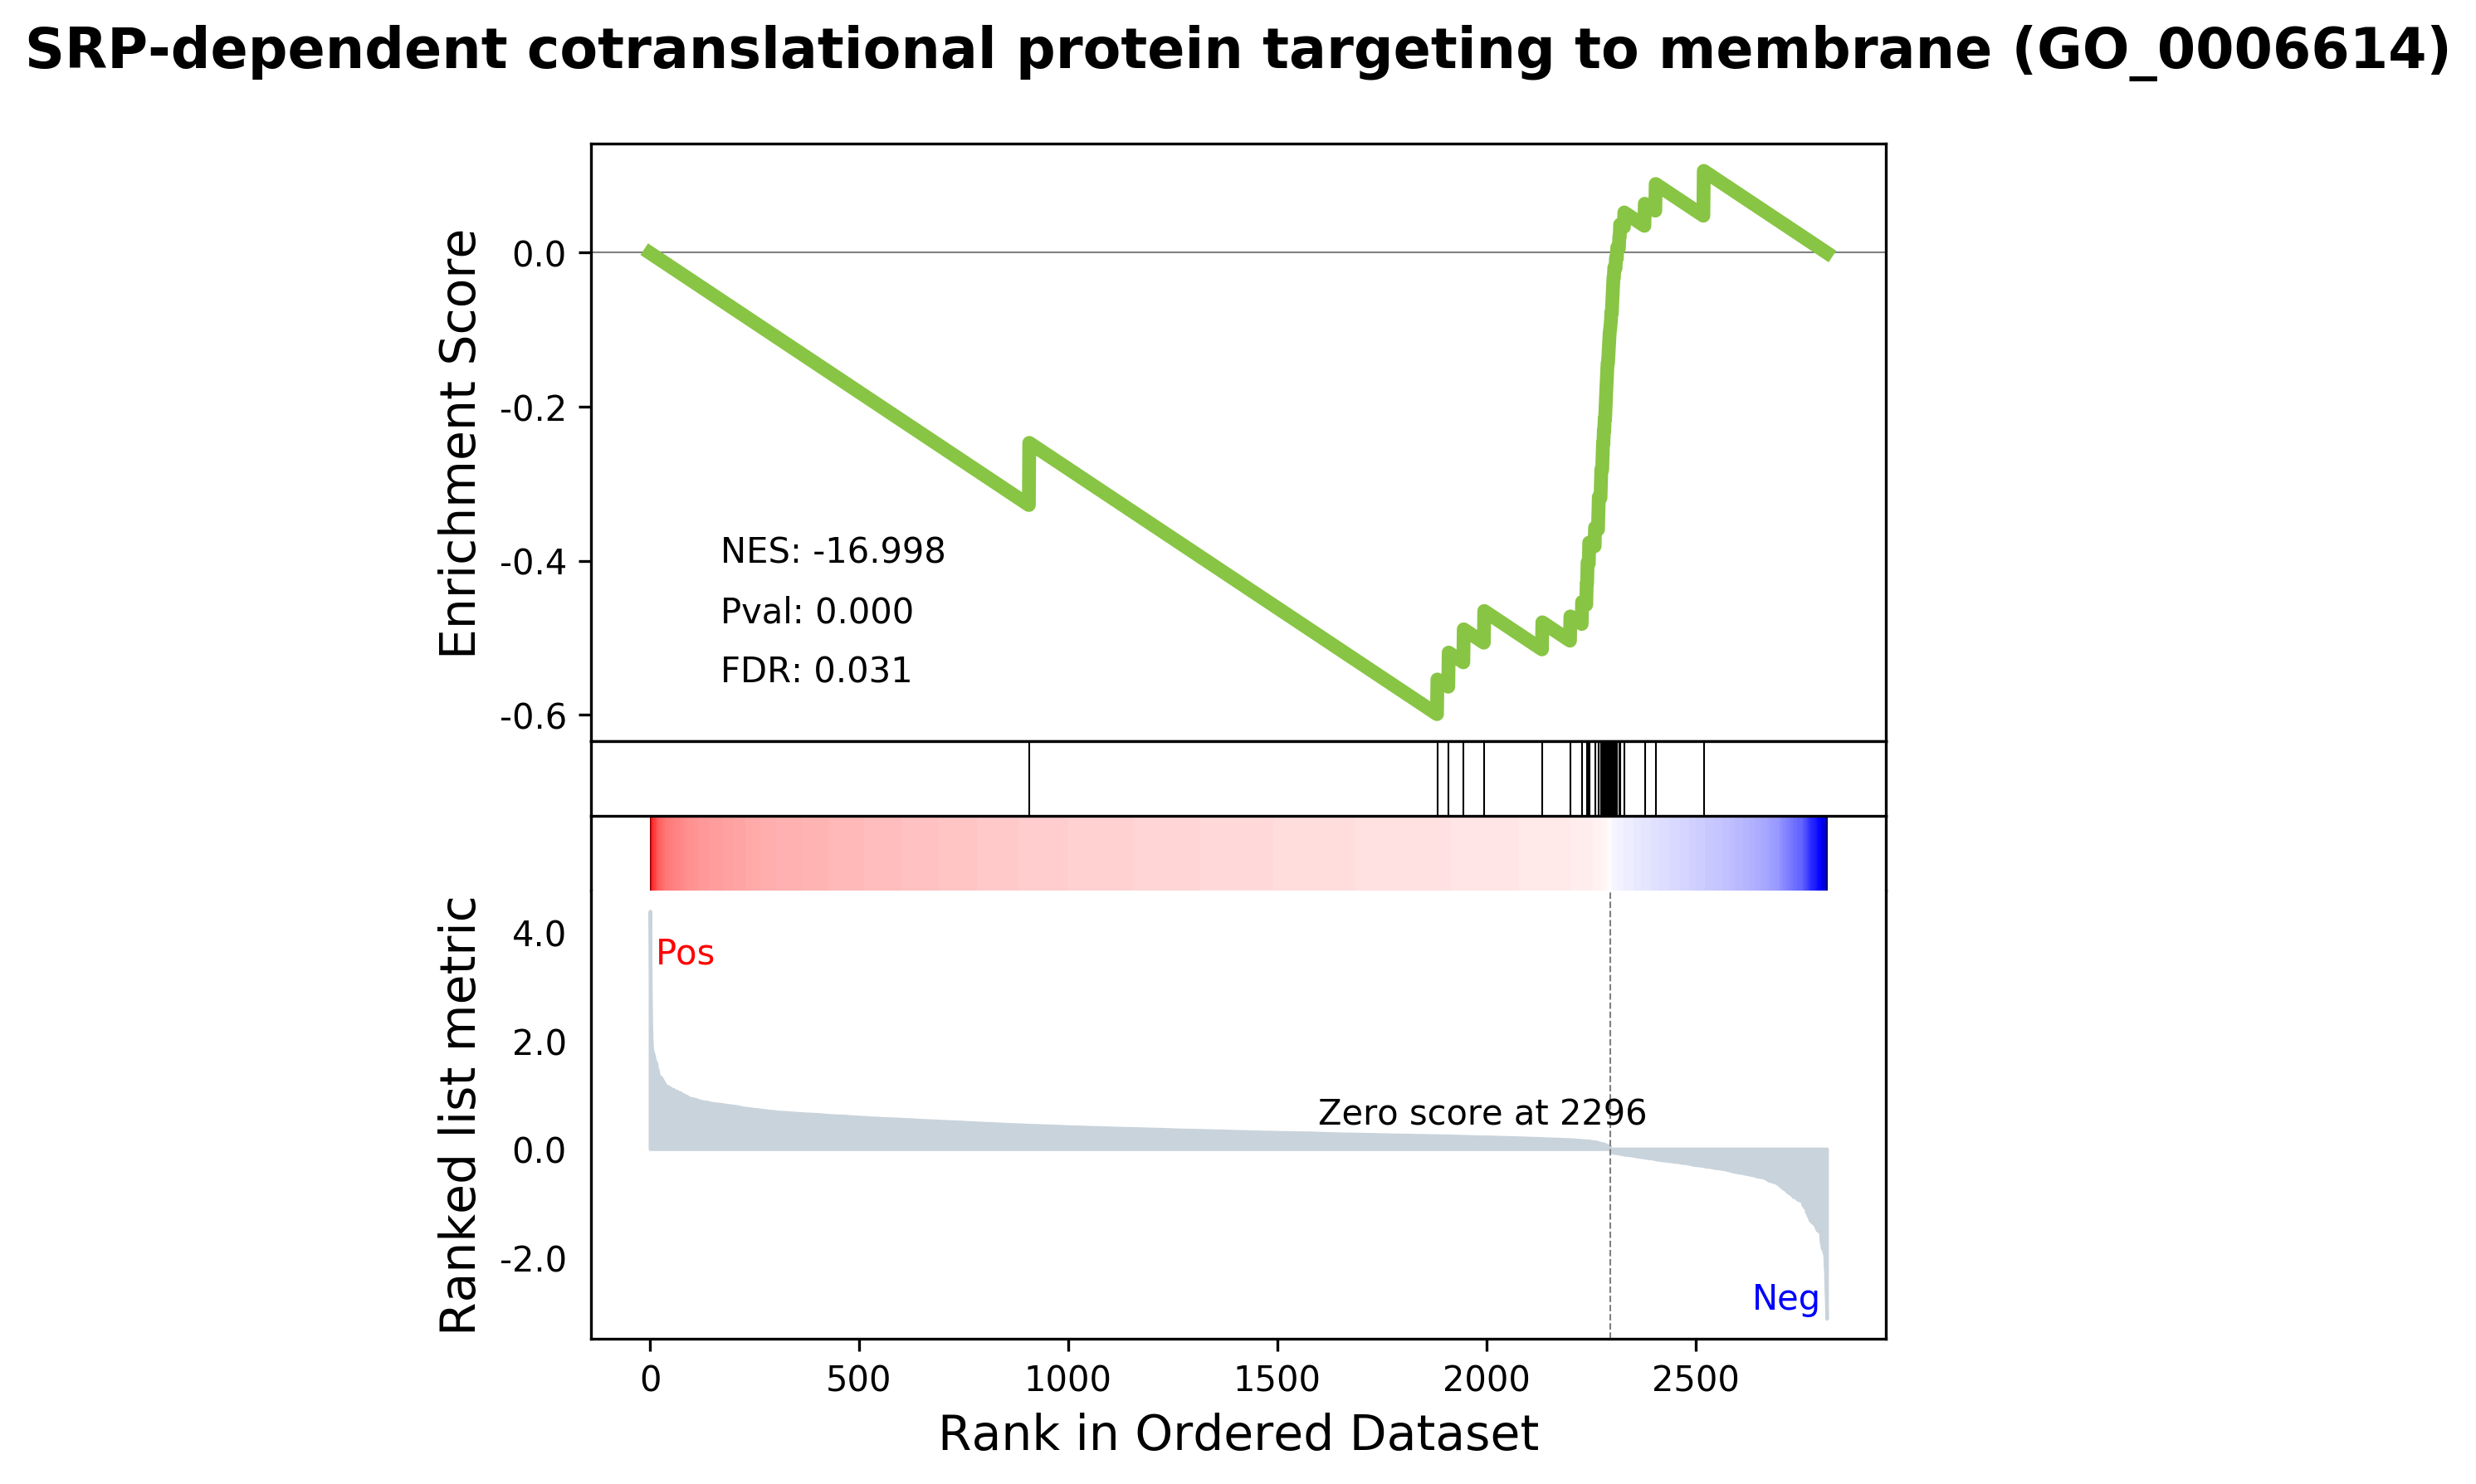 SRP-dependent cotranslational protein targeting to membrane (GO_0006614)
Enrichment Score
0.0
-0.2
-0.4
-0.6
NES: -16.998
Pval: 0.000
FDR: 0.031
Ranked list metric
4.0
2.0
0.0
-2.0
Pos
Zero score at 2296
Neg
0 500 1000 1500 2000 2500
Rank in Ordered Dataset